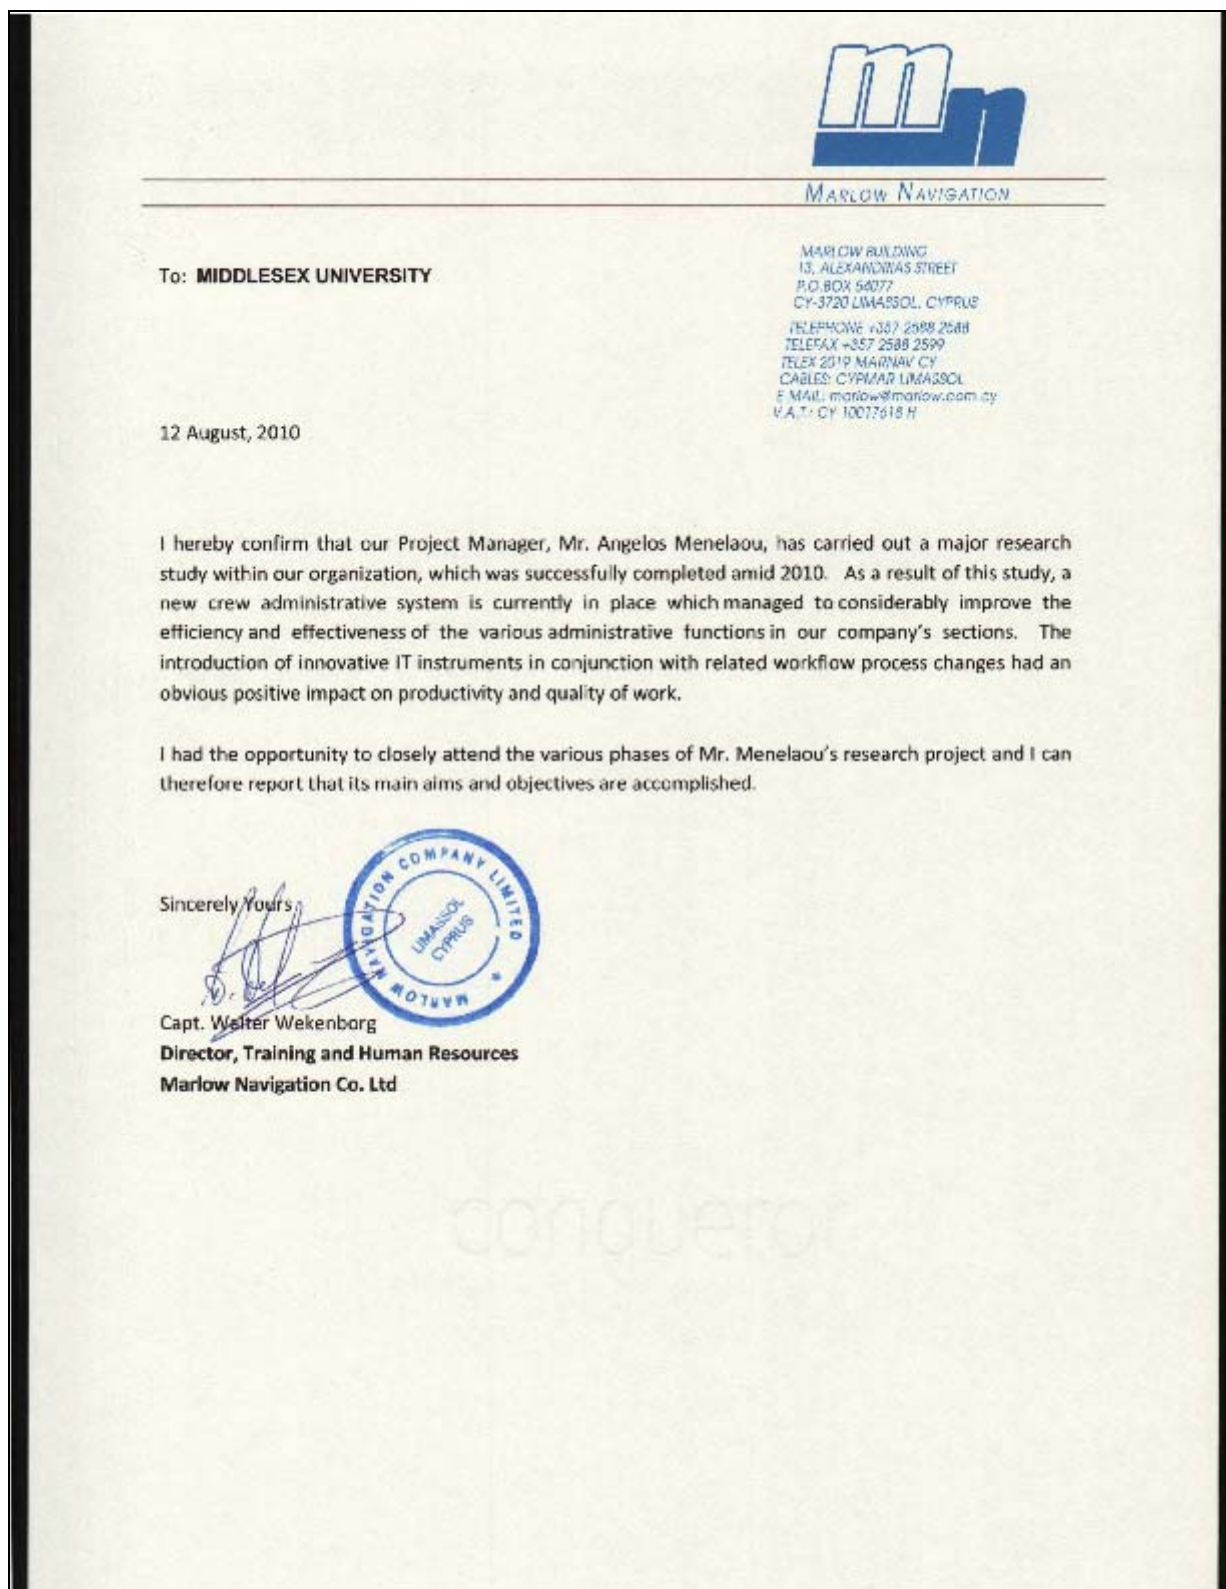 mn
MARLOW NAVIGATION
To: MIDDLESEX UNIVERSITY
MARLOW BUILDING
13, ALEXANDRIAS STREET
P.O.BOX 54077
CY-3720 LIMASSOL, CYPRUS
TELEPHONE +357 2588 2588
TELEFAX +357 2588 2599
TELEX 2019 MARNAV CY
CABLES: CYPMAR LIMASSOL
E MAIL: marlow@marlow.com.cy
V.A.T.: CY 10017618 H
12 August, 2010
I hereby confirm that our Project Manager, Mr. Angelos Menelaou, has carried out a major research
study within our organization, which was successfully completed amid 2010. As a result of this study, a
new crew administrative system is currently in place which managed to considerably improve the
efficiency and effectiveness of the various administrative functions in our company's sections. The
introduction of innovative IT instruments in conjunction with related workflow process changes had an
obvious positive impact on productivity and quality of work.
I had the opportunity to closely attend the various phases of Mr. Menelaou's research project and I can
therefore report that its main aims and objectives are accomplished.
Sincerely Yours,
MARLOW NAVIGATION COMPANY LIMITED *
LIMASSOL
CYPRUS
Capt. Walter Wekenborg
Director, Training and Human Resources
Marlow Navigation Co. Ltd
conqueror